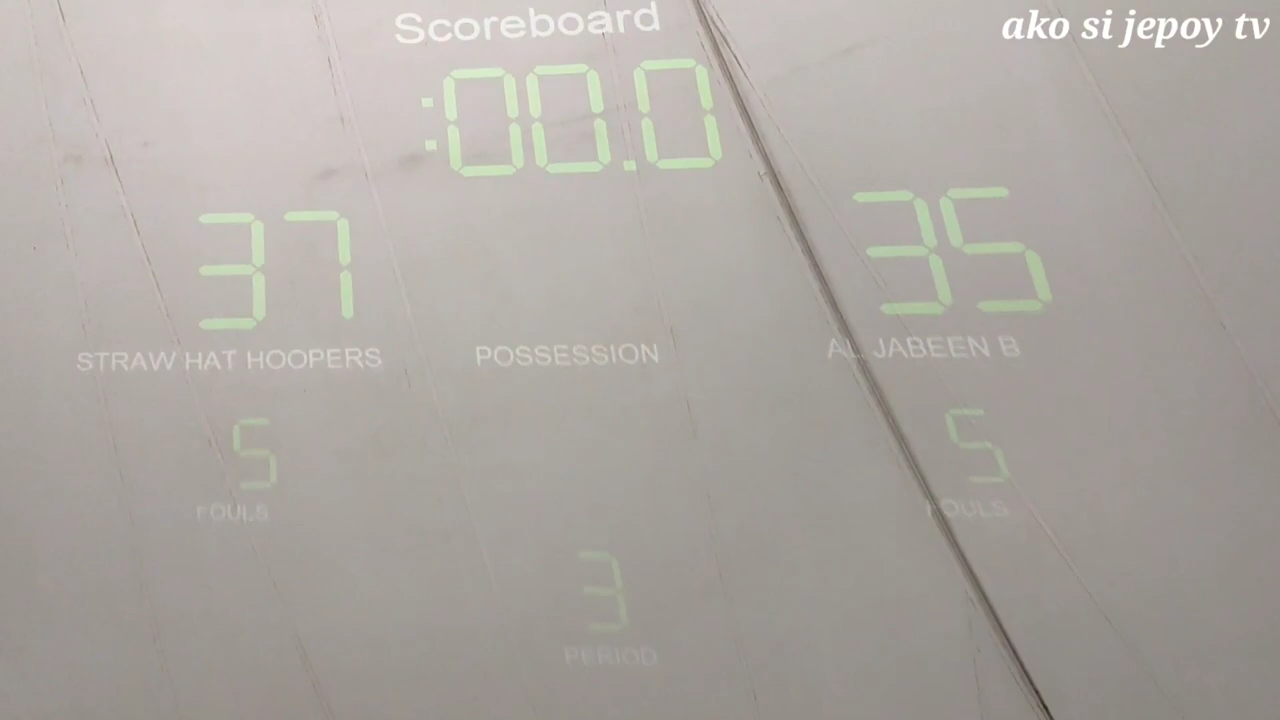 ako si jepoy tv
Scoreboard
:00.0
37
35
STRAW HAT HOOPERS
POSSESSION
AL JABEEN B
5
5
FOULS
FOULS
3
PERIOD